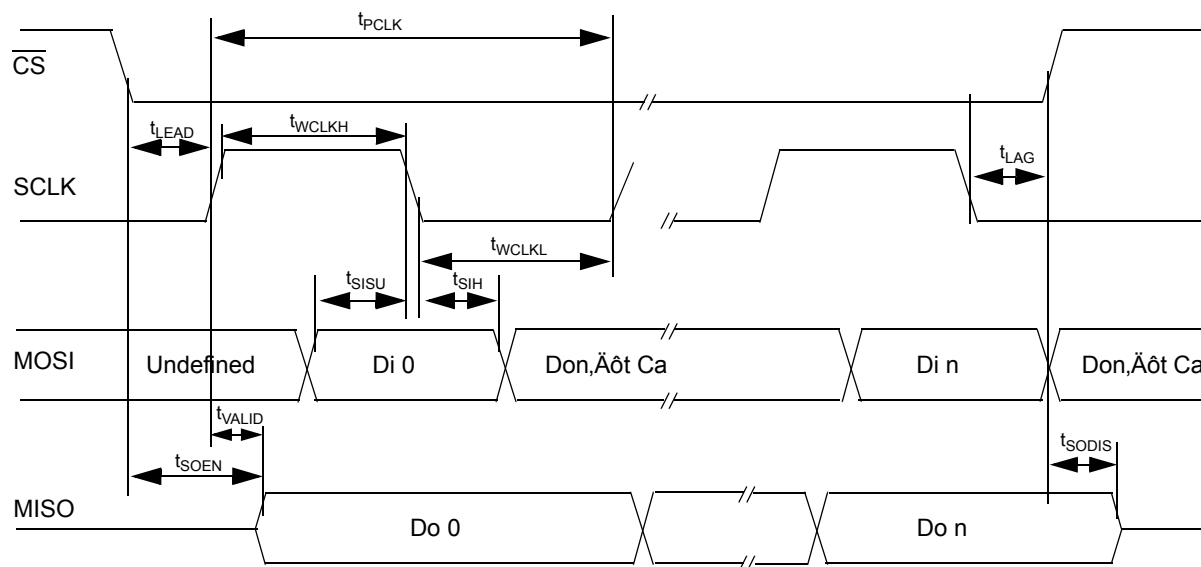 tPCLK
CS
tLEAD
tWCLKH
tLAG
SCLK
tWCLKL
tSISU
tSIH
MOSI
Undefined
Di 0
Don‚Äôt Ca
Di n
Don‚Äôt Ca
tVALID
tSOEN
tSODIS
MISO
Do 0
Do n